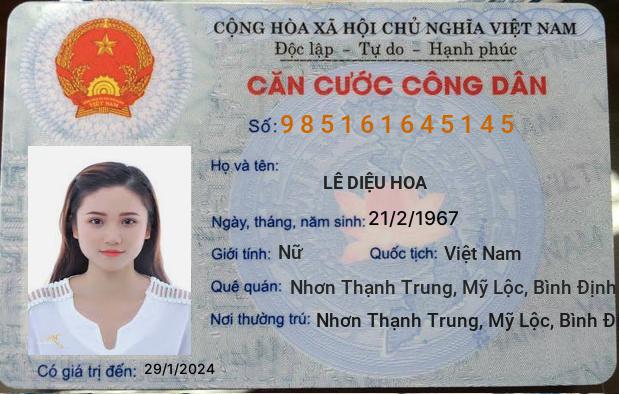 CỘNG HÒA XÃ HỘI CHỦ NGHĨA VIỆT NAM
Độc lập - Tự do - Hạnh phúc
CĂN CƯỚC CÔNG DÂN
Số: 985161645145
Họ và tên:
LÊ DIỆU HOA
Ngày, tháng, năm sinh: 21/2/1967
Giới tính: Nữ Quốc tịch: Việt Nam
Quê quán: Nhơn Thạnh Trung, Mỹ Lộc, Bình Định
Nơi thường trú: Nhơn Thạnh Trung, Mỹ Lộc, Bình Đ
Có giá trị đến: 29/1/2024
VIỆT NAM